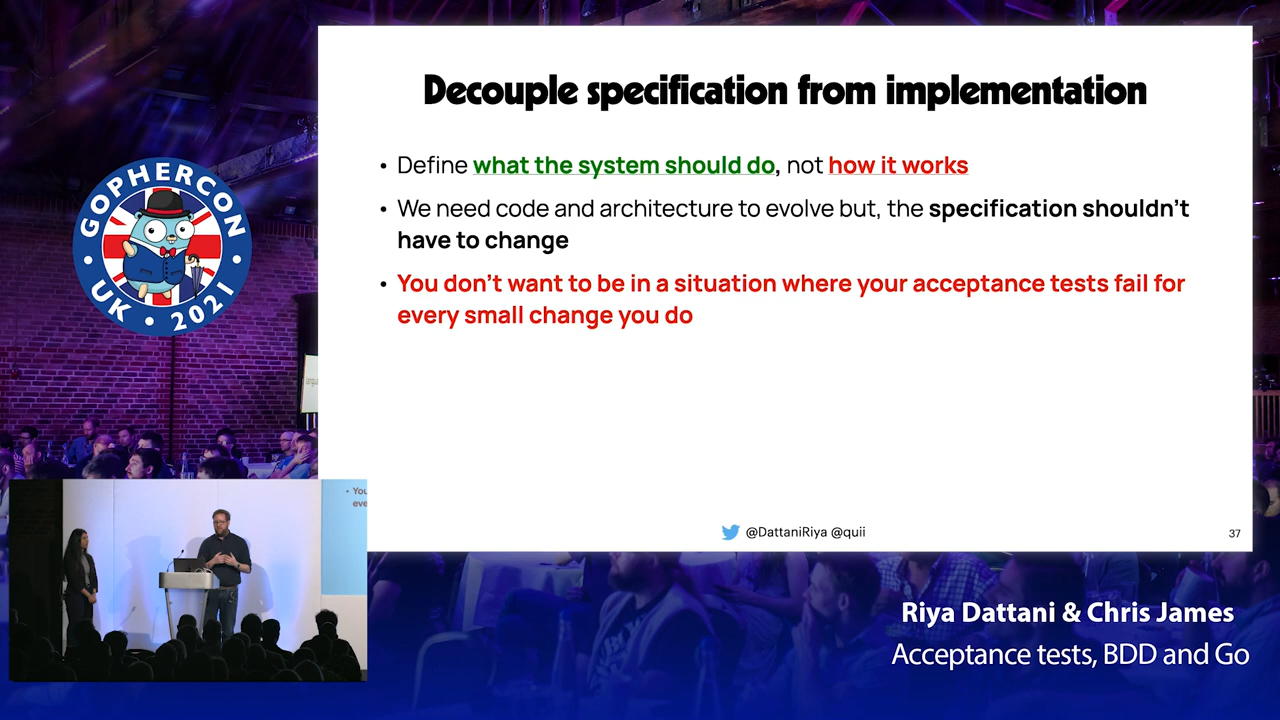 Decouple specification from implementation
• Define what the system should do, not how it works
• We need code and architecture to evolve but, the specification shouldn't
have to change
• You don't want to be in a situation where your acceptance tests fail for
every small change you do
@DattaniRiya @quii
37
GOPHERCON
UK • 2021
• You
eve
Riya Dattani & Chris James
Acceptance tests, BDD and Go